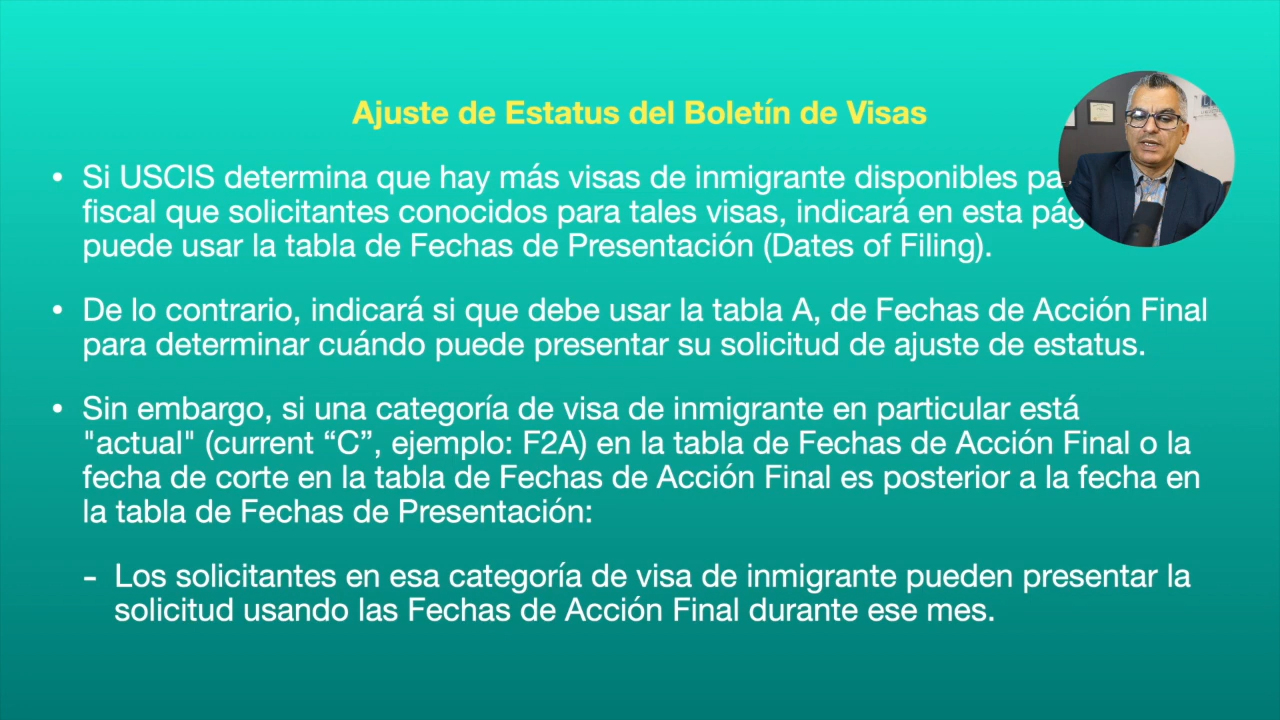 Ajuste de Estatus del Boletín de Visas
• Si USCIS determina que hay más visas de inmigrante disponibles
fiscal que solicitantes conocidos para tales visas, indicará en esta
puede usar la tabla de Fechas de Presentación (Dates of Filing).
• De lo contrario, indicará si que debe usar la tabla A, de Fechas de Acción Final
para determinar cuándo puede presentar su solicitud de ajuste de estatus.
• Sin embargo, si una categoría de visa de inmigrante en particular está
"actual" (current “C”, ejemplo: F2A) en la tabla de Fechas de Acción Final o la
fecha de corte en la tabla de Fechas de Acción Final es posterior a la fecha en
la tabla de Fechas de Presentación:
- Los solicitantes en esa categoría de visa de inmigrante pueden presentar la
solicitud usando las Fechas de Acción Final durante ese mes.